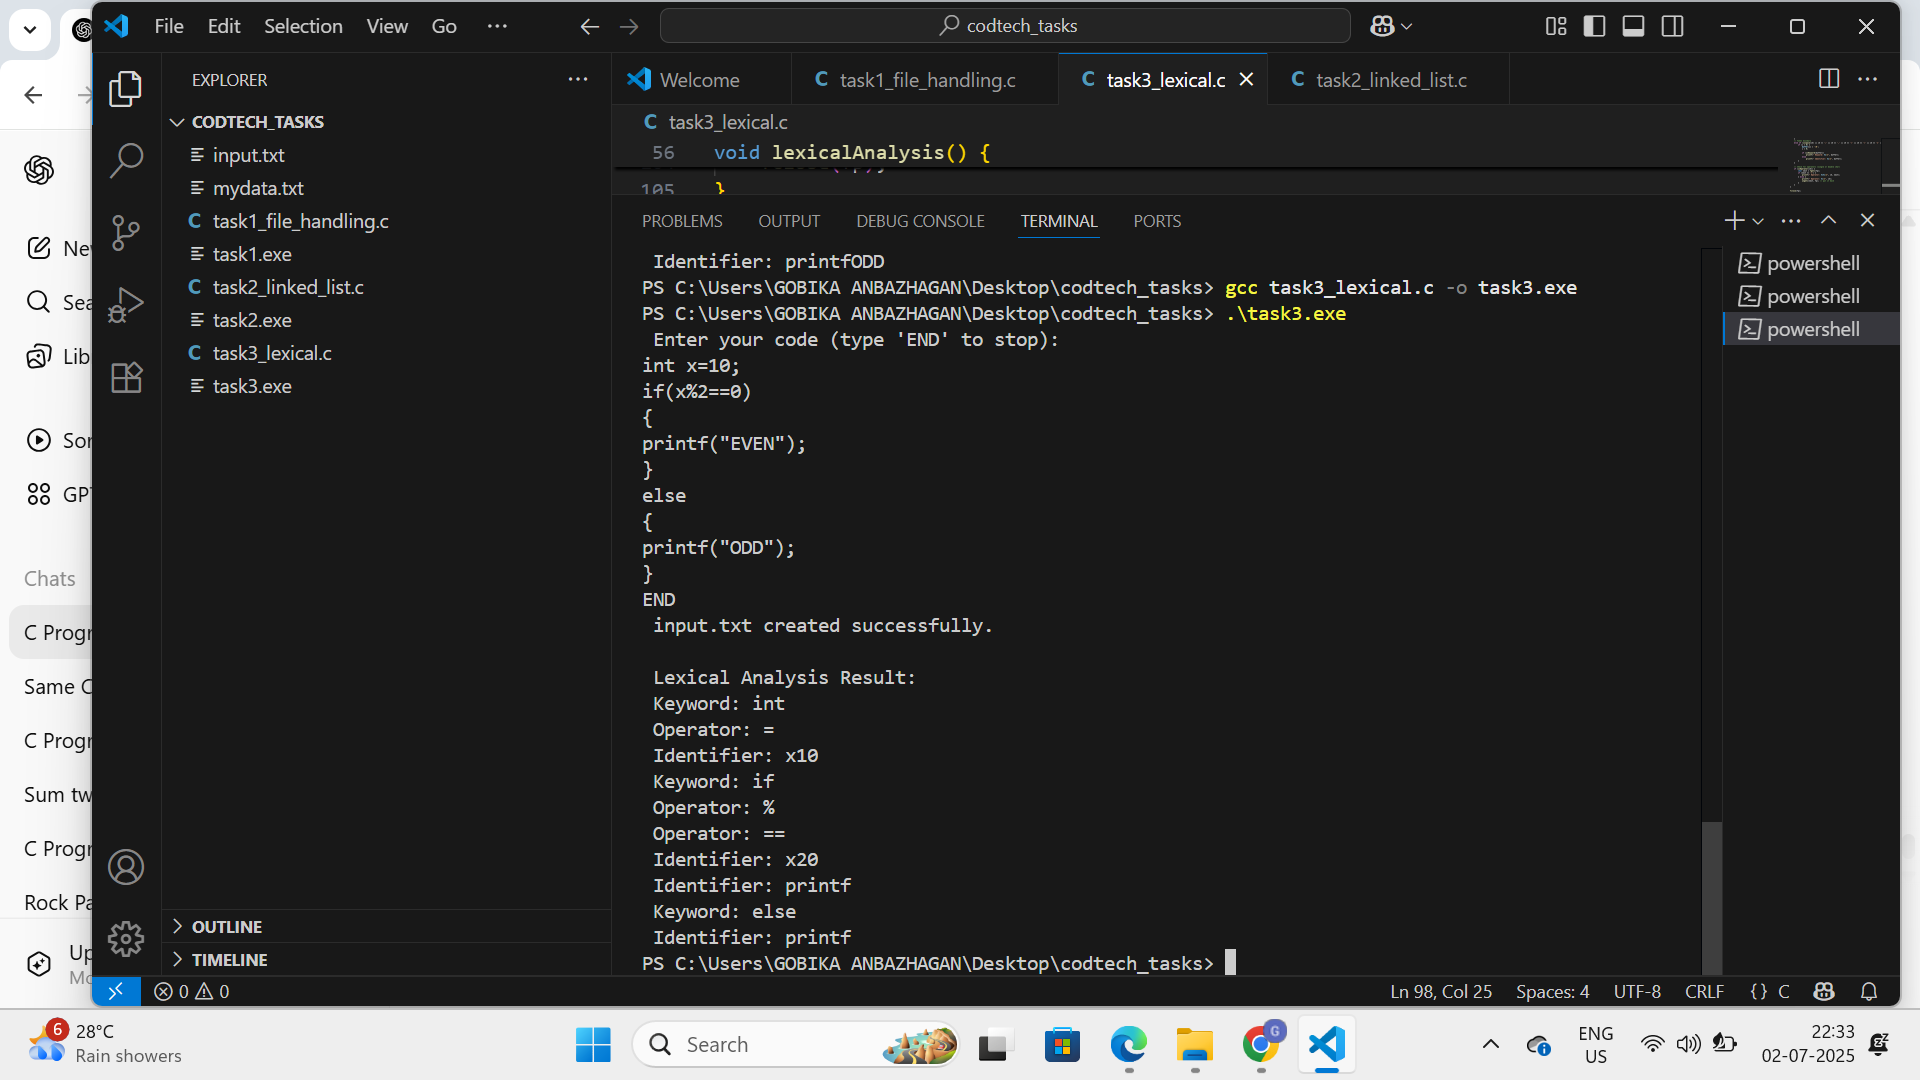 File Edit Selection View Go ··· codtech_tasks
EXPLORER ···
CODTECH_TASKS
input.txt
mydata.txt
task1_file_handling.c
task1.exe
task2_linked_list.c
task2.exe
task3_lexical.c
task3.exe
OUTLINE
TIMELINE
Welcome
task1_file_handling.c
task3_lexical.c
task2_linked_list.c
task3_lexical.c
56 void lexicalAnalysis() {
105 }
PROBLEMS OUTPUT DEBUG CONSOLE TERMINAL PORTS
Identifier: printfODD
PS C:\Users\GOBIKA ANBAZHAGAN\Desktop\codtech_tasks> gcc task3_lexical.c -o task3.exe
PS C:\Users\GOBIKA ANBAZHAGAN\Desktop\codtech_tasks> .\task3.exe
Enter your code (type 'END' to stop):
int x=10;
if(x%2==0)
{
printf("EVEN");
}
else
{
printf("ODD");
}
END
input.txt created successfully.
Lexical Analysis Result:
Keyword: int
Operator: =
Identifier: x10
Keyword: if
Operator: %
Operator: ==
Identifier: x20
Identifier: printf
Keyword: else
Identifier: printf
PS C:\Users\GOBIKA ANBAZHAGAN\Desktop\codtech_tasks>
powershell
powershell
powershell
0 0
Ln 98, Col 25 Spaces: 4 UTF-8 CRLF {} C
Chats
C Progr
Same C
C Progr
Sum tw
C Progr
Rock Pa
6
28°C
Rain showers
Search
G
ENG
US
22:33
02-07-2025